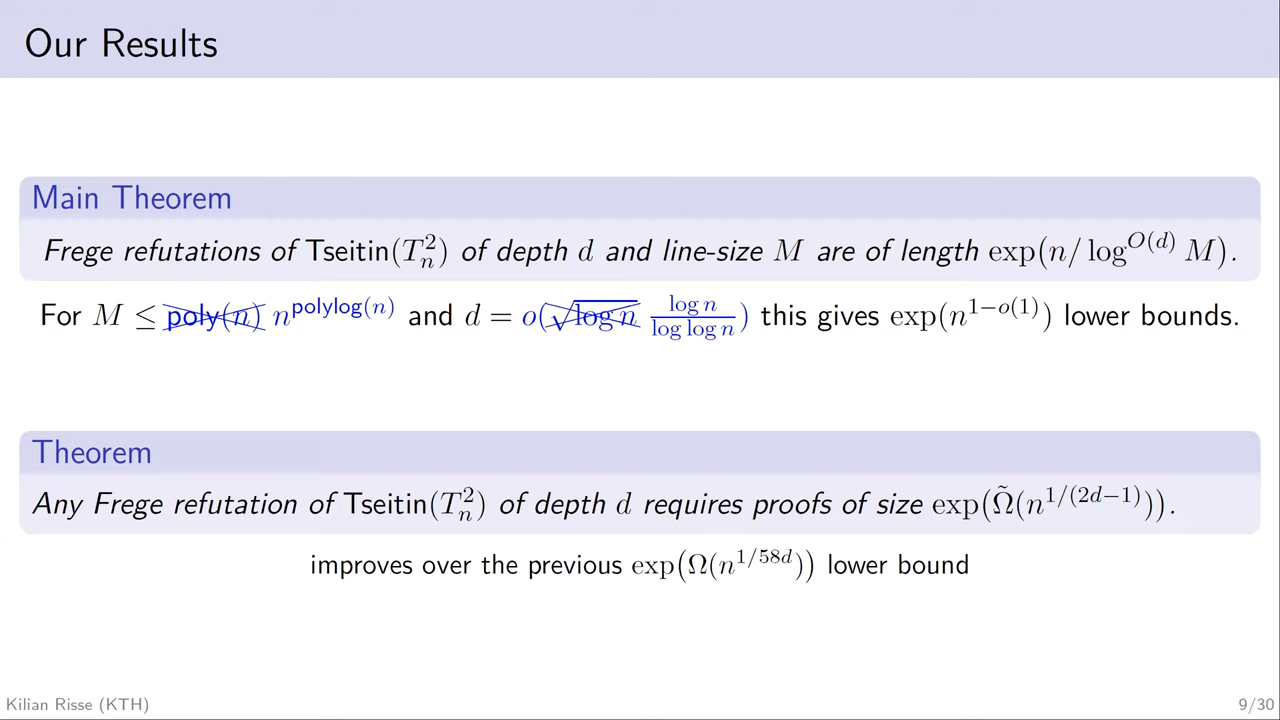 Our Results
Main Theorem
Frege refutations of Tseitin(T_n^2) of depth d and line-size M are of length exp(n/ log^{O(d)} M).
For M ≤ poly(n) n^{polylog(n)} and d = o(√log n \frac{log n}{log log n}) this gives exp(n^{1−o(1)}) lower bounds.
Theorem
Any Frege refutation of Tseitin(T_n^2) of depth d requires proofs of size exp(Ω̃(n^{1/(2d−1)})).
improves over the previous exp(Ω(n^{1/58d})) lower bound
Kilian Risse (KTH)
9/30